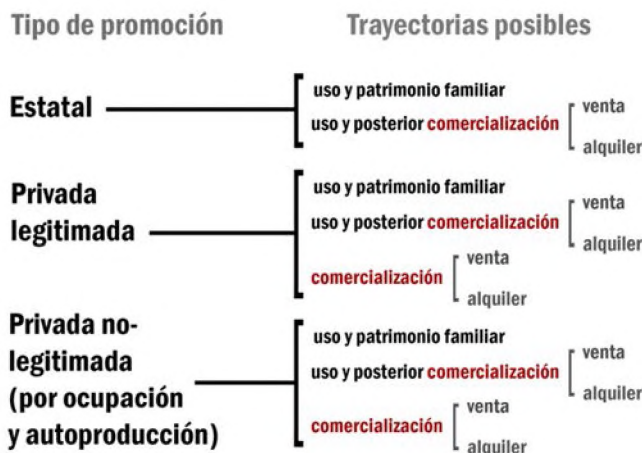 Tipo de promoción
Trayectorias posibles
Estatal
uso y patrimonio familiar
uso y posterior comercialización
venta
alquiler
Privada
legitimada
uso y patrimonio familiar
uso y posterior comercialización
venta
alquiler
comercialización
venta
alquiler
Privada no-
legitimada
(por ocupación
y autoproducción)
uso y patrimonio familiar
uso y posterior comercialización
venta
alquiler
comercialización
venta
alquiler